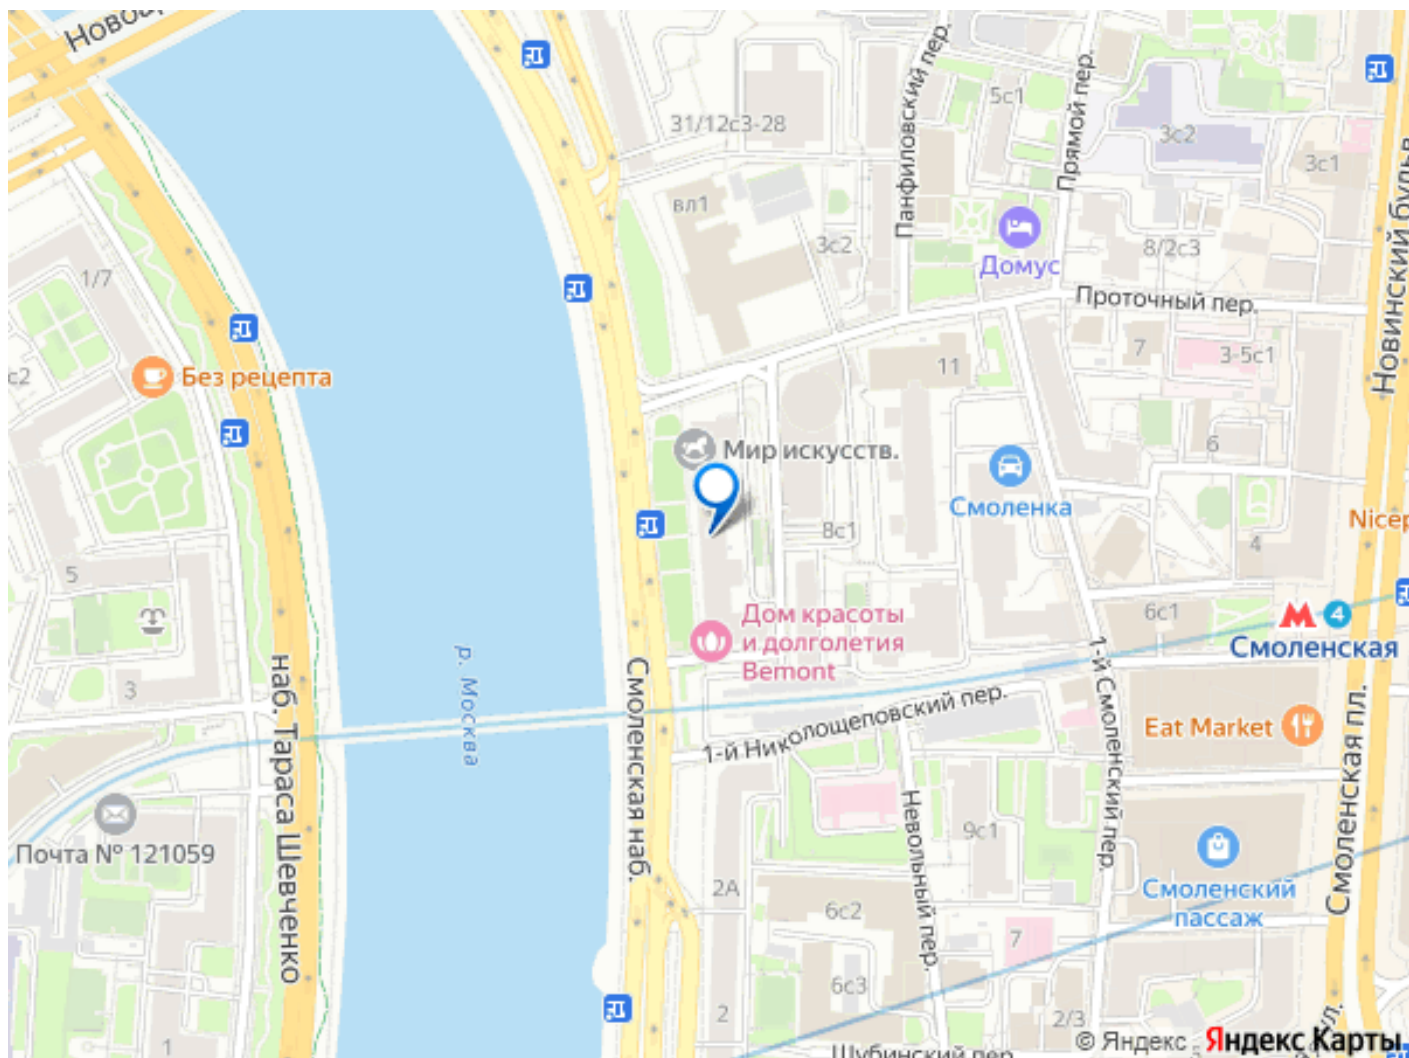 31/12с3-28
5с1
3с2
3с1
Панфиловский пер.
Прямой пер.
вл1
3с2
Домус
8/2с3
Проточный пер.
1/7
с2
Без рецепта
11
7
3-5с1
6
Мир искусств.
Смоленка
8с1
4
5
6с1
М
4
Смоленская
Дом красоты
и долголетия
Bemont
3
р. Москва
наб. Тараса Шевченко
Смоленская наб.
1-й Николощеповский пер.
1-й Смоленский пер.
Eat Market
Смоленская пл.
Почта № 121059
Невольный пер.
9с1
2А
6с2
7
Смоленский
пассаж
6с3
2
2/3
1
Шубинский пер.
© Яндекс Яндекс Карты